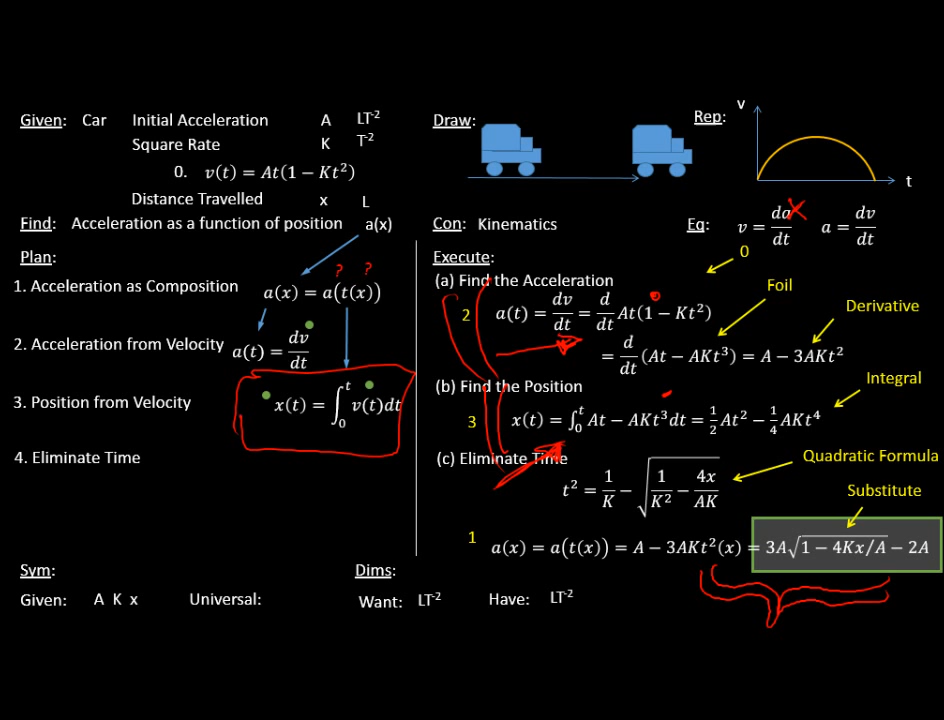 Given: Car Initial Acceleration A LT⁻²
Square Rate K T⁻²
0. v(t) = At(1 − Kt²)
Distance Travelled x L
Find: Acceleration as a function of position a(x)
Plan:
1. Acceleration as Composition a(x) = a(t(x))
? ?
2. Acceleration from Velocity a(t) = dv/dt
3. Position from Velocity x(t) = ∫₀ᵗ v(t)dt
4. Eliminate Time
Sym:
Given: A K x Universal:
Dims:
Want: LT⁻² Have: LT⁻²
Draw:
Rep:
v
t
Con: Kinematics
Eq: v = da/dt a = dv/dt
Execute:
0
(a) Find the Acceleration
2 a(t) = dv/dt = d/dt At(1 − Kt²)
Foil
Derivative
= d/dt (At − AKt³) = A − 3AKt²
(b) Find the Position
Integral
3 x(t) = ∫₀ᵗ At − AKt³dt = 1/2 At² − 1/4 AKt⁴
(c) Eliminate Time
Quadratic Formula
t² = 1/K − √(1/K² − 4x/AK)
Substitute
1 a(x) = a(t(x)) = A − 3AKt²(x) = 3A√(1 − 4Kx/A) − 2A